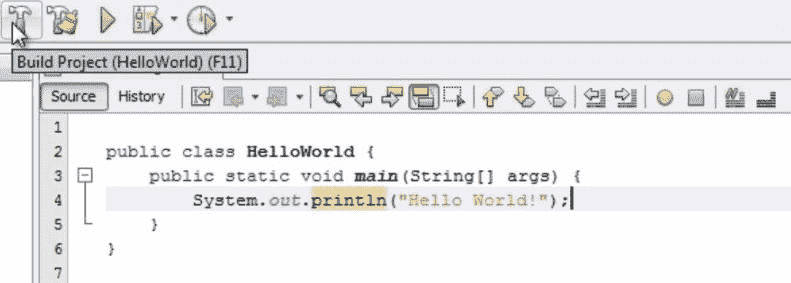 Build Project (HelloWorld) (F11)
Source History
1
2 public class HelloWorld {
3 public static void main(String[] args) {
4 System.out.println("Hello World!");
5 }
6 }
7